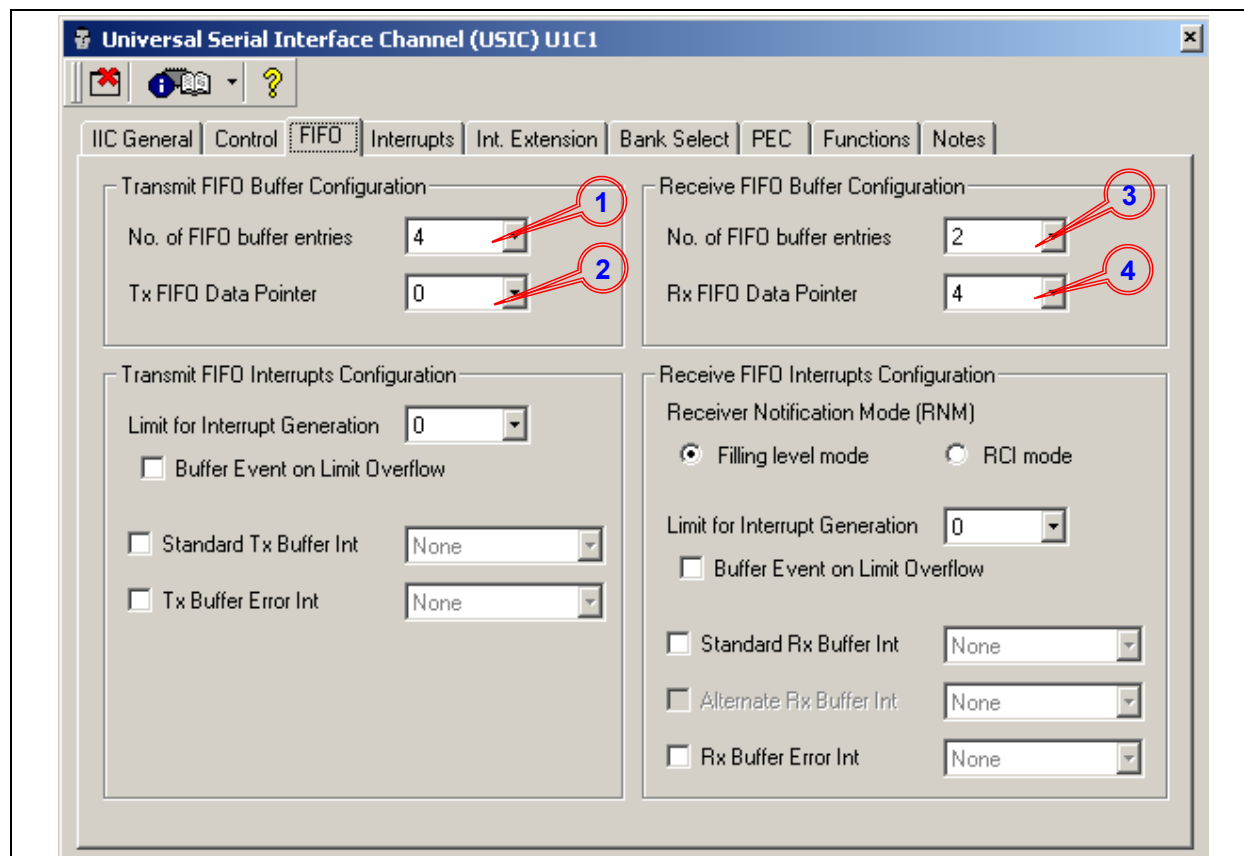 Universal Serial Interface Channel (USIC) U1C1
IIC General Control FIFO Interrupts Int. Extension Bank Select PEC Functions Notes
Transmit FIFO Buffer Configuration
No. of FIFO buffer entries 4 1
Tx FIFO Data Pointer 0 2
Receive FIFO Buffer Configuration
No. of FIFO buffer entries 2 3
Rx FIFO Data Pointer 4 4
Transmit FIFO Interrupts Configuration
Limit for Interrupt Generation 0
Buffer Event on Limit Overflow
Standard Tx Buffer Int None
Tx Buffer Error Int None
Receive FIFO Interrupts Configuration
Receiver Notification Mode (RNM)
Filling level mode RCI mode
Limit for Interrupt Generation 0
Buffer Event on Limit Overflow
Standard Rx Buffer Int None
Alternate Rx Buffer Int None
Rx Buffer Error Int None